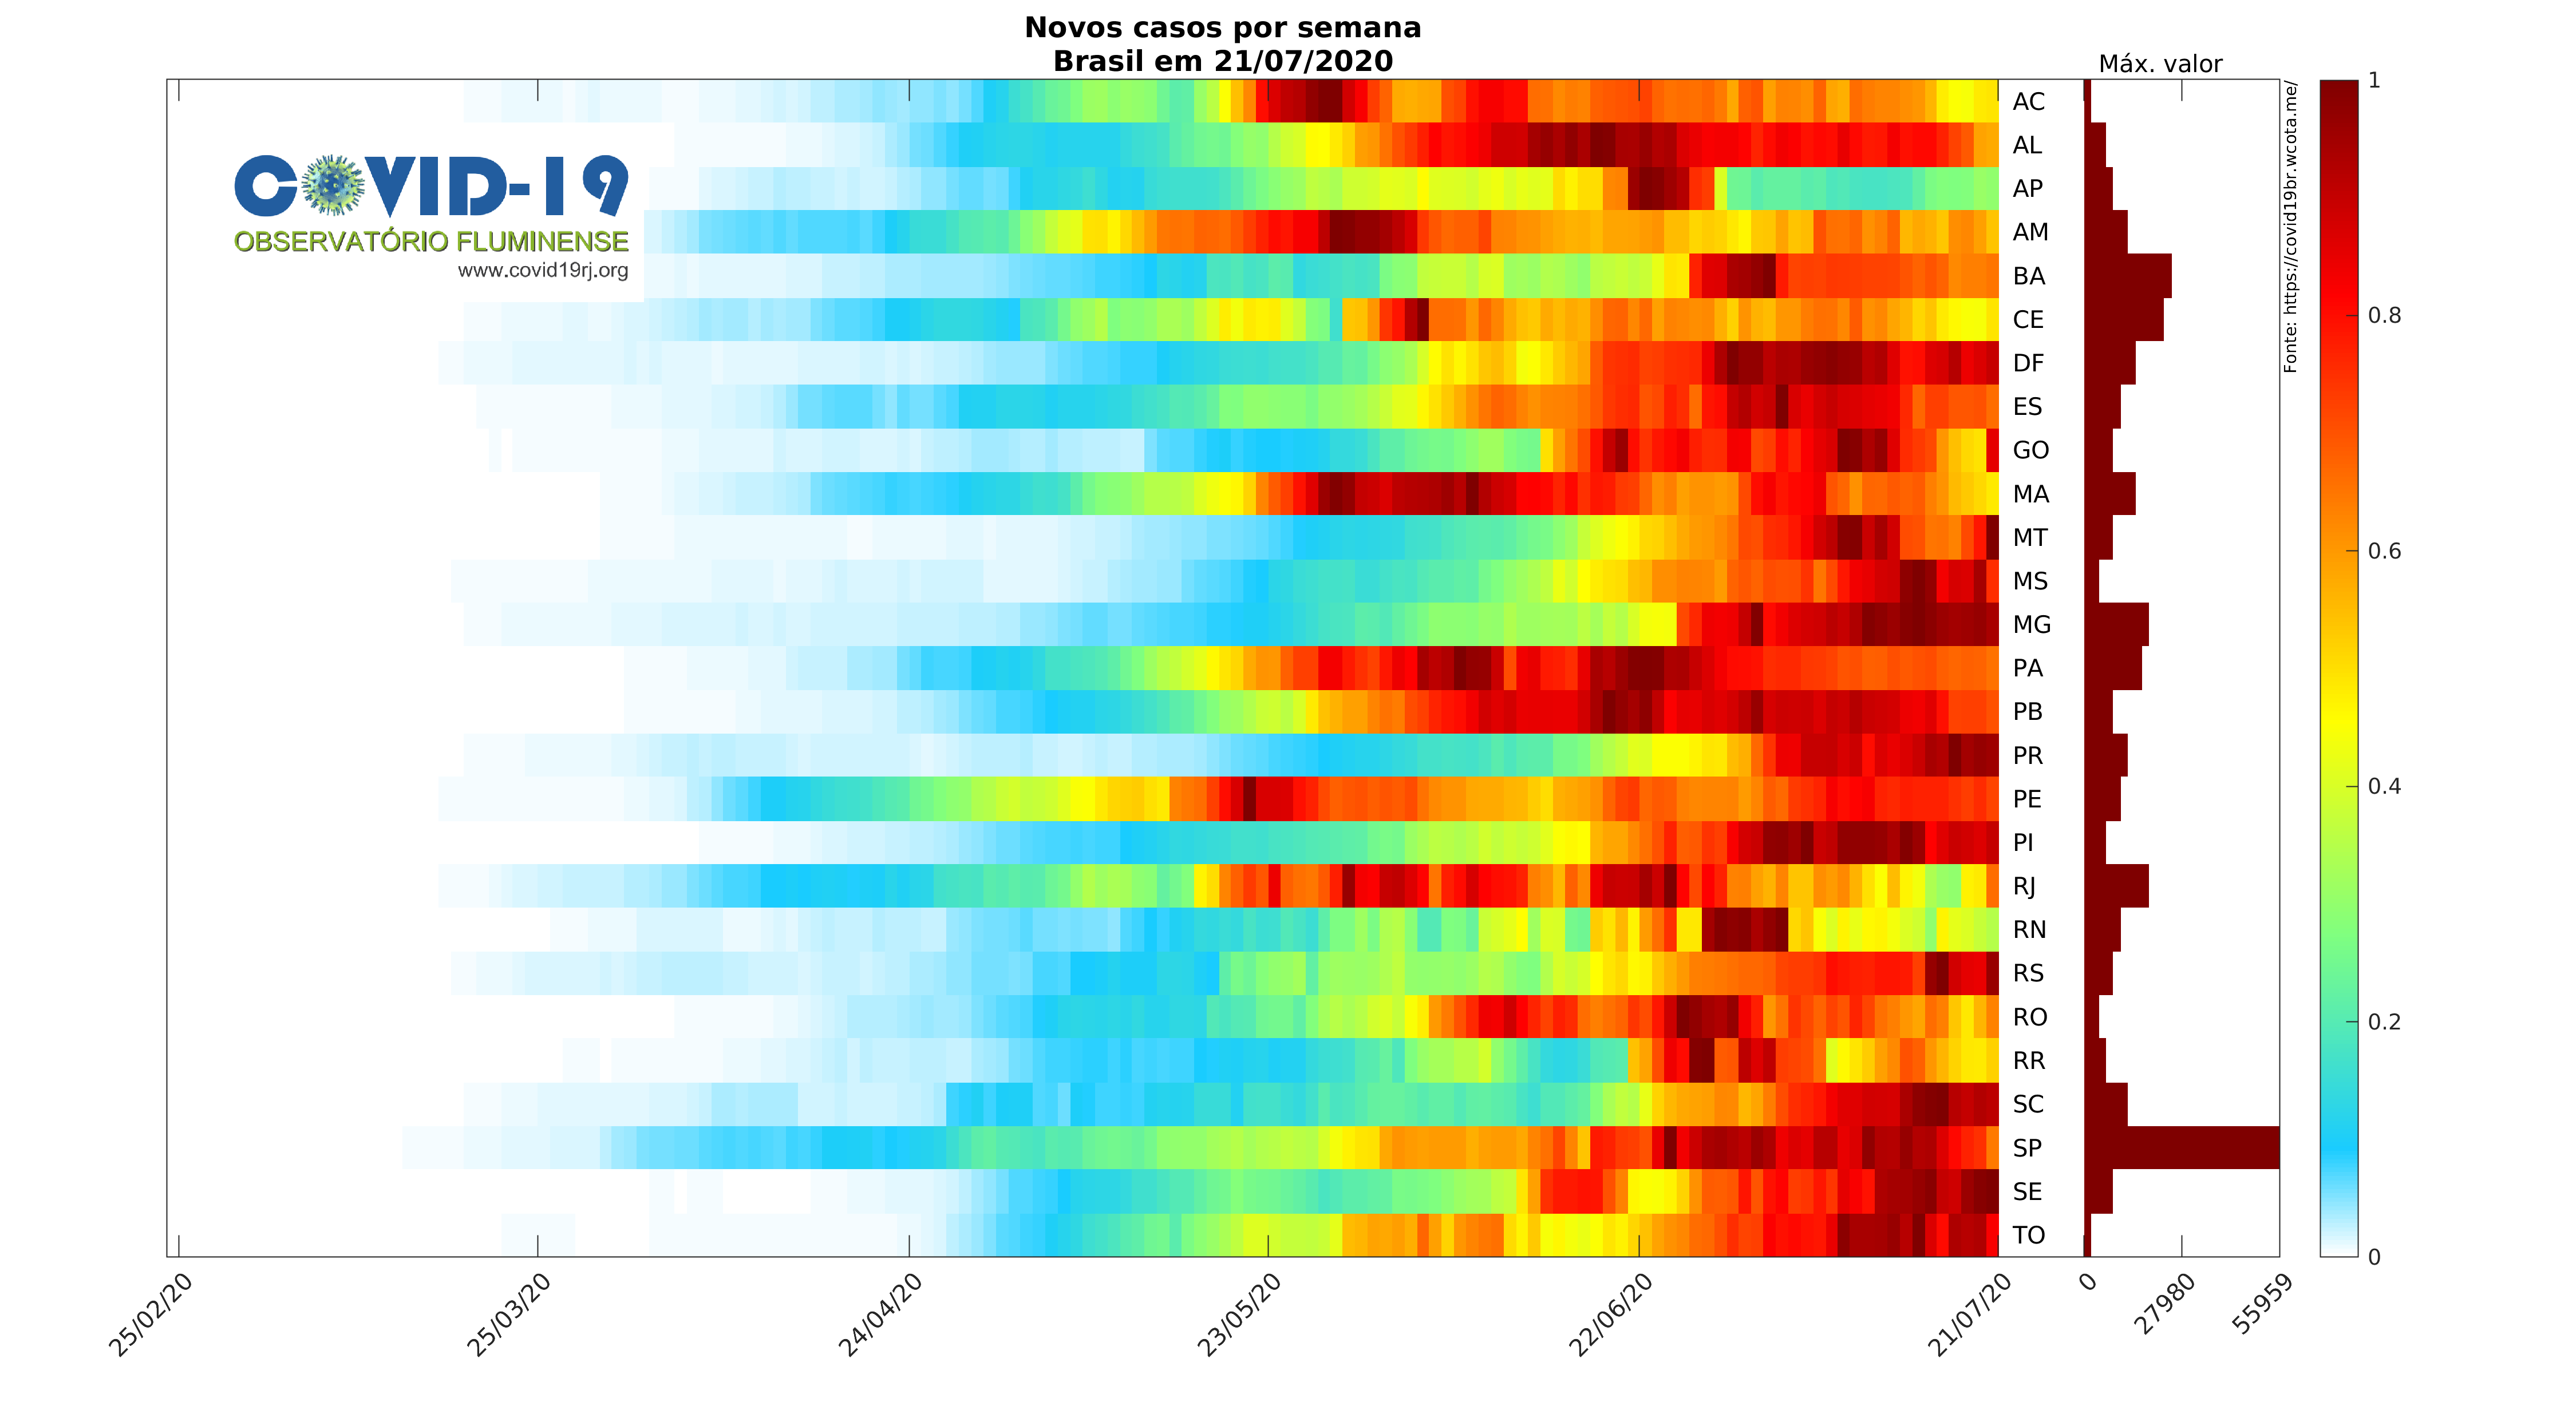 Novos casos por semana
Brasil em 21/07/2020
Máx. valor
COVID-19
OBSERVATÓRIO FLUMINENSE
www.covid19rj.org
AC
AL
AP
AM
BA
CE
DF
ES
GO
MA
MT
MS
MG
PA
PB
PR
PE
PI
RJ
RN
RS
RO
RR
SC
SP
SE
TO
Fonte: https://covid19br.wcota.me/
1
0.8
0.6
0.4
0.2
0
25/02/20
25/03/20
24/04/20
23/05/20
22/06/20
21/07/20
0
27980
55959